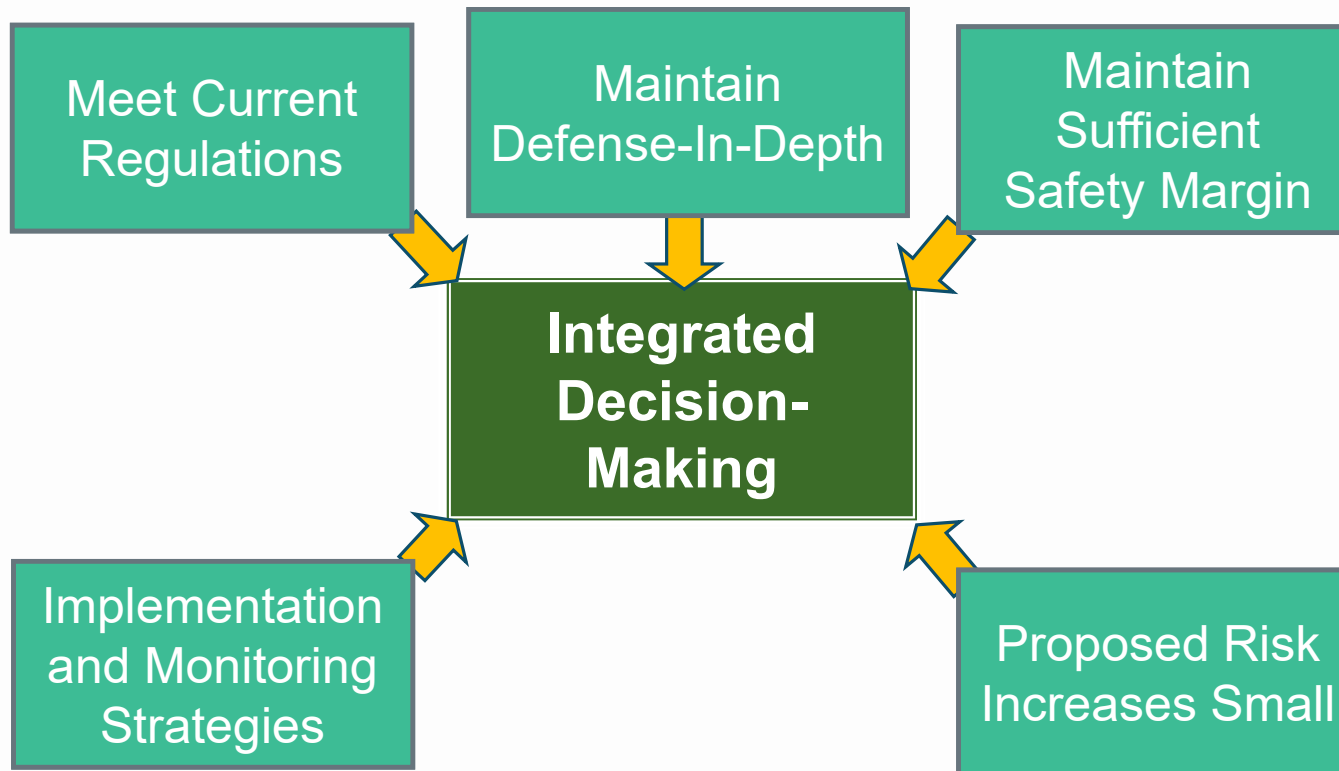 Meet Current
Regulations
Maintain
Defense-In-Depth
Maintain
Sufficient
Safety Margin
Integrated
Decision-
Making
Implementation
and Monitoring
Strategies
Proposed Risk
Increases Small